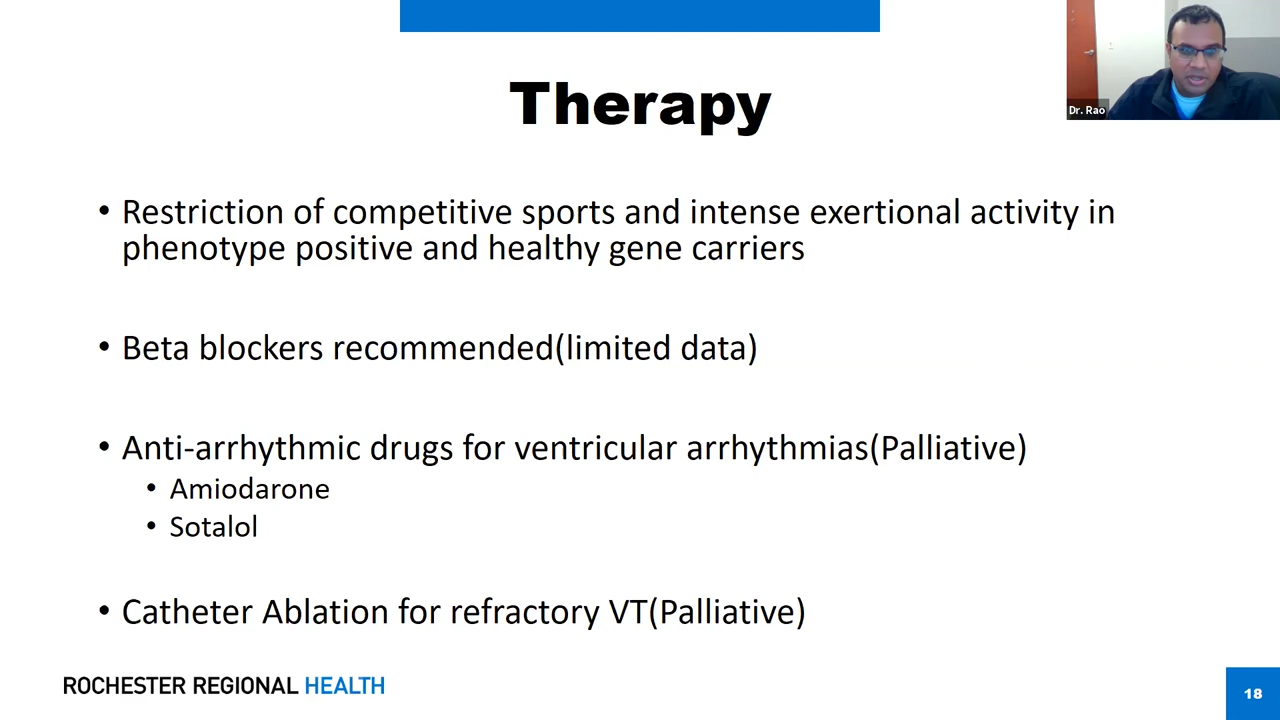 Dr. Rao
Therapy
• Restriction of competitive sports and intense exertional activity in
phenotype positive and healthy gene carriers
• Beta blockers recommended(limited data)
• Anti-arrhythmic drugs for ventricular arrhythmias(Palliative)
• Amiodarone
• Sotalol
• Catheter Ablation for refractory VT(Palliative)
ROCHESTER REGIONAL HEALTH
18